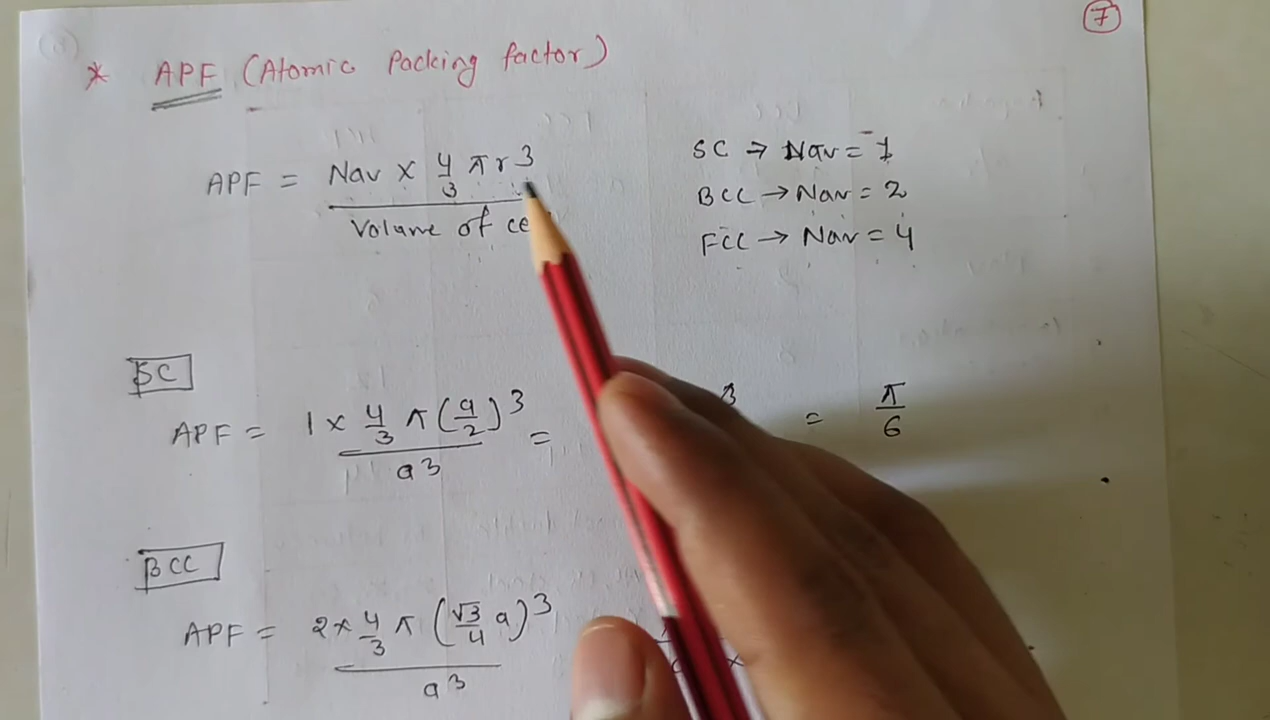 7
* APF (Atomic Packing factor)
APF = Nav × 4/3 π r3 / Volume of
SC → Nav = 1
BCC → Nav = 2
FCC → Nav = 4
SC
APF = 1 × 4/3 π (a/2)3 / a3 = = π/6
BCC
APF = 2 × 4/3 π (√3/4 a)3 / a3